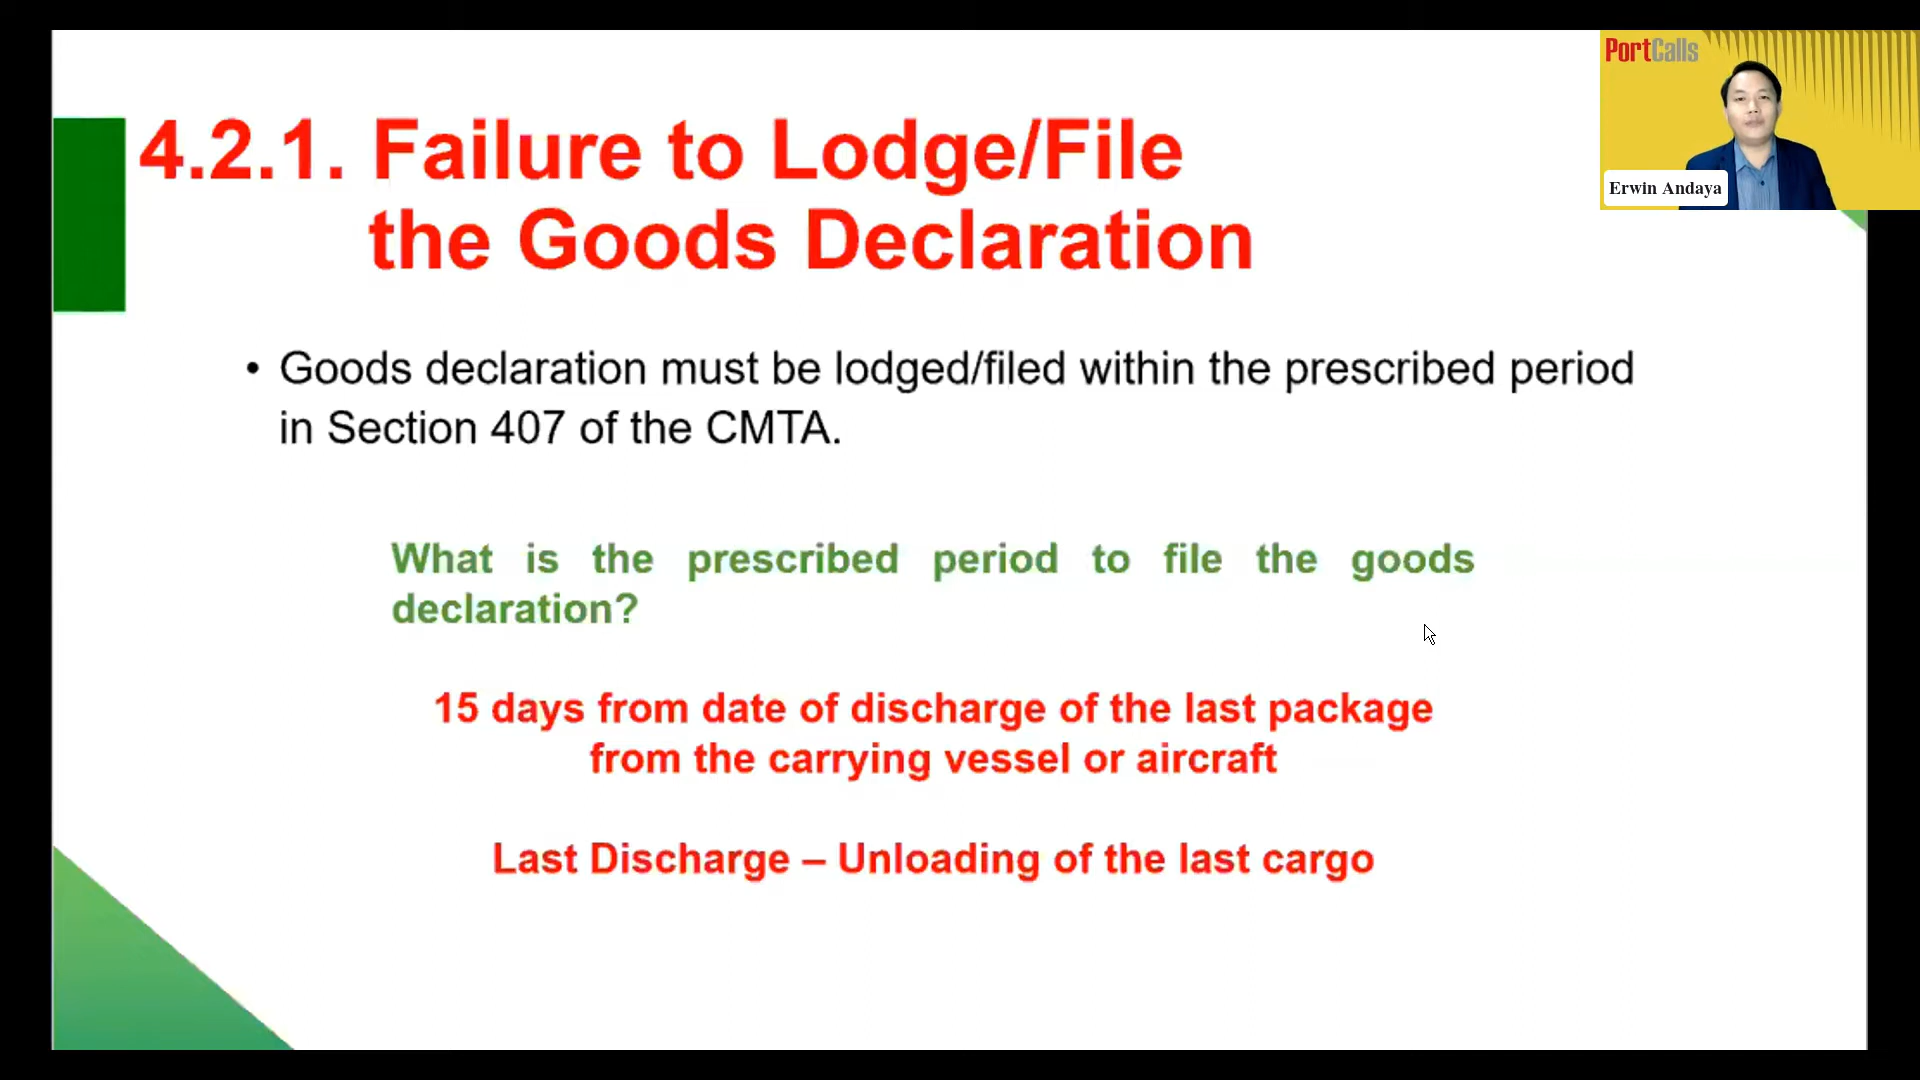 PortCalls
Erwin Andaya
4.2.1. Failure to Lodge/File
the Goods Declaration
• Goods declaration must be lodged/filed within the prescribed period
in Section 407 of the CMTA.
What is the prescribed period to file the goods
declaration?
15 days from date of discharge of the last package
from the carrying vessel or aircraft
Last Discharge – Unloading of the last cargo